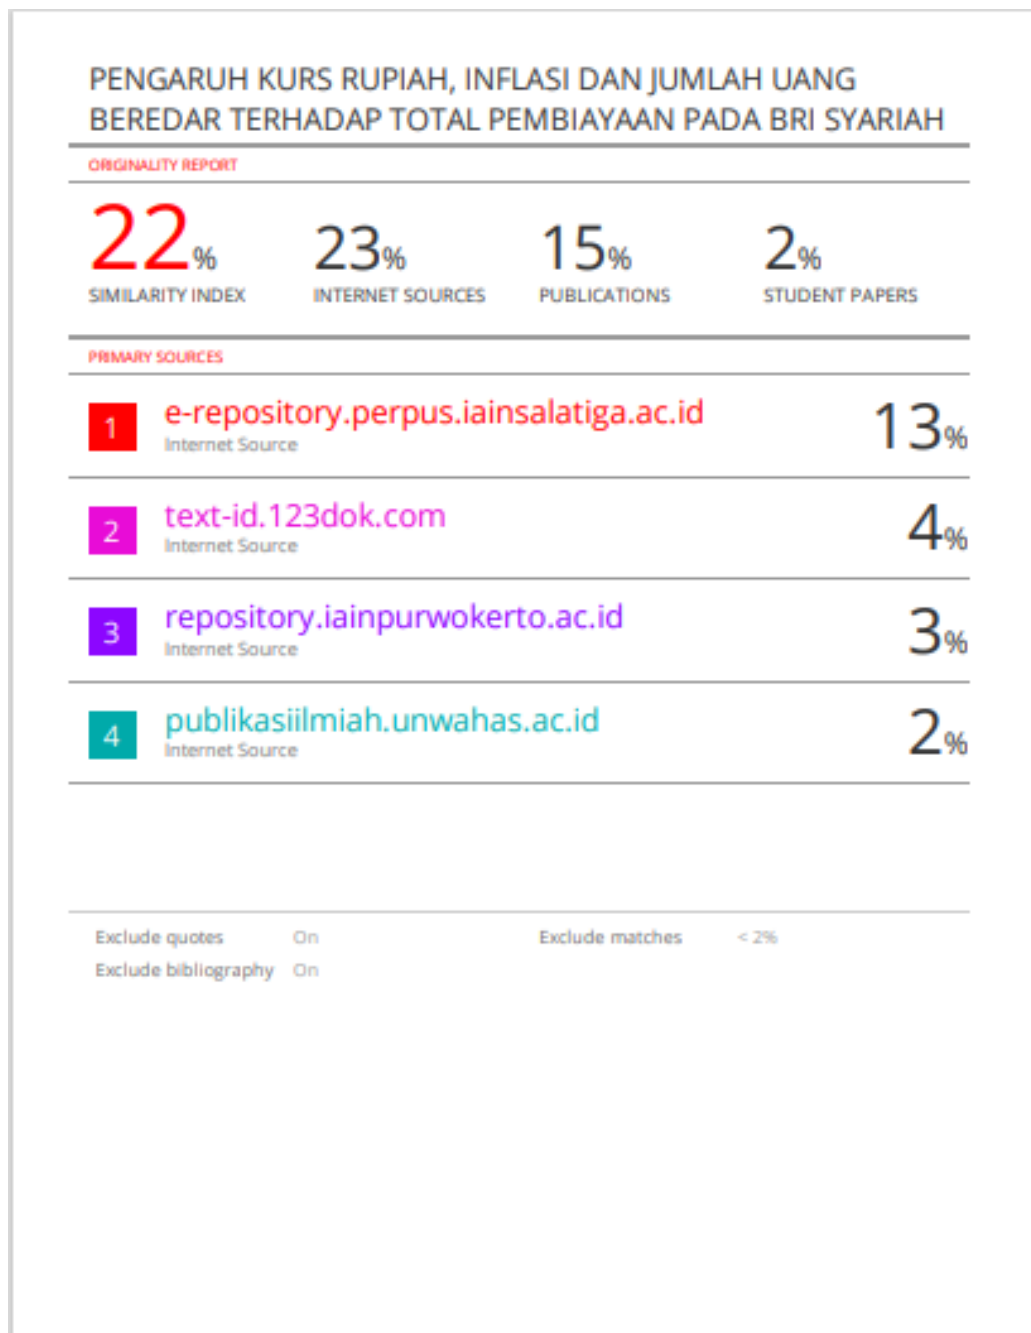 PENGARUH KURS RUPIAH, INFLASI DAN JUMLAH UANG
BEREDAR TERHADAP TOTAL PEMBIAYAAN PADA BRI SYARIAH
ORIGINALITY REPORT
22% 23% 15% 2%
SIMILARITY INDEX INTERNET SOURCES PUBLICATIONS STUDENT PAPERS
PRIMARY SOURCES
1 e-repository.perpus.iainsalatiga.ac.id 13%
Internet Source
2 text-id.123dok.com 4%
Internet Source
3 repository.iainpurwokerto.ac.id 3%
Internet Source
4 publikasiilmiah.unwahas.ac.id 2%
Internet Source
Exclude quotes On Exclude matches < 2%
Exclude bibliography On